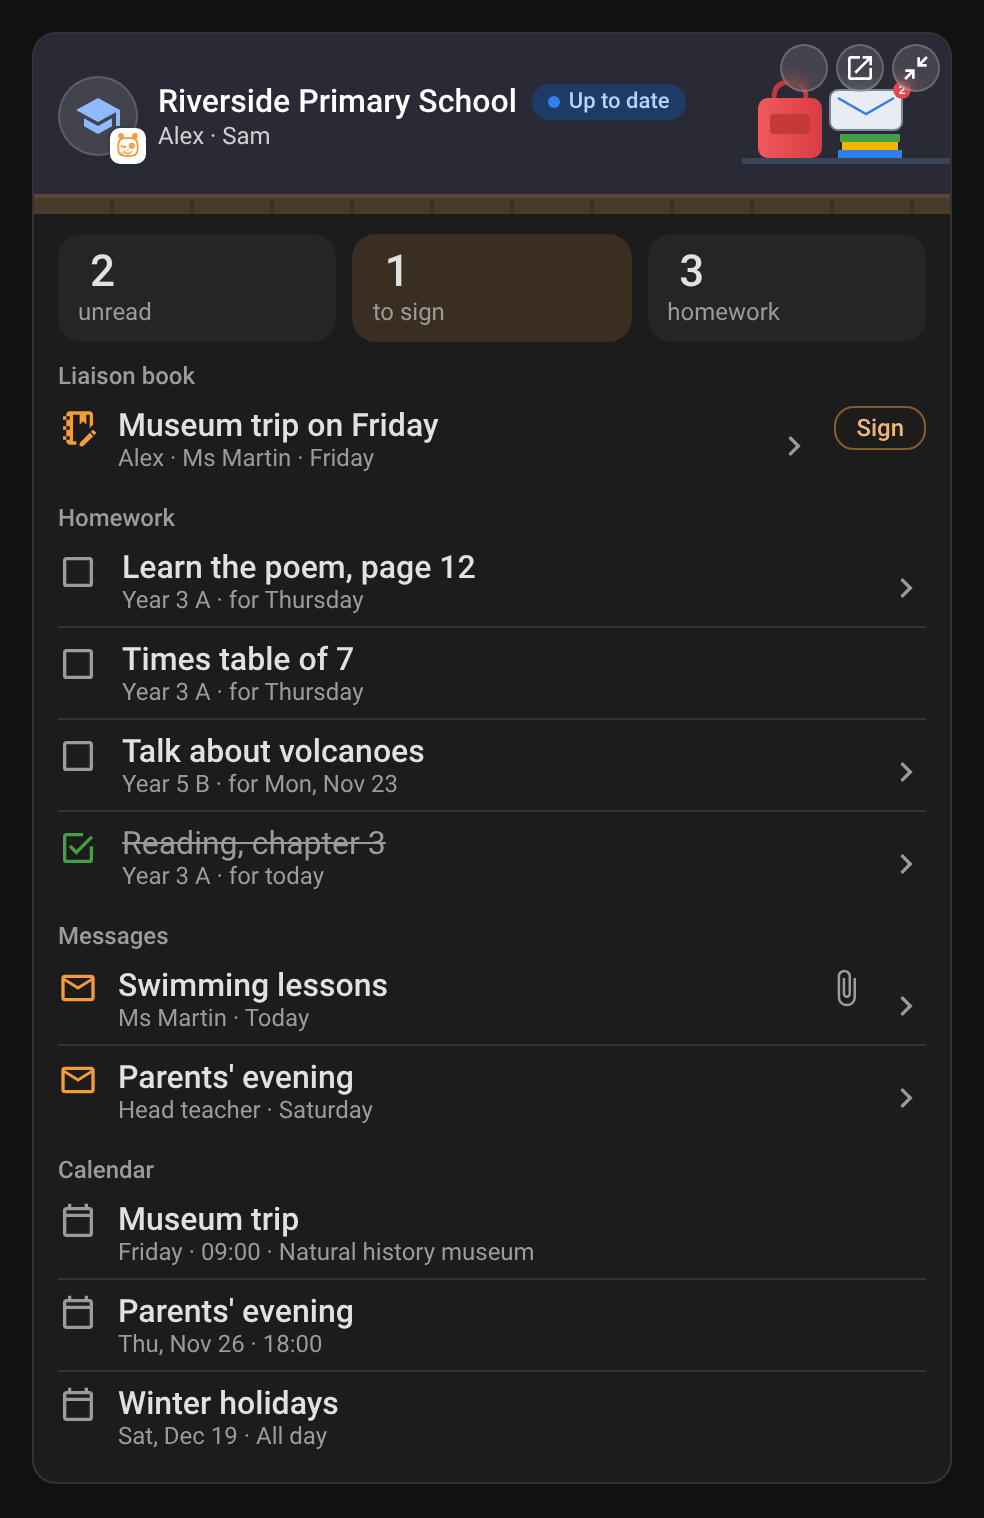 Riverside Primary School
Up to date
Alex · Sam
2
2
unread
1
to sign
3
homework
Liaison book
Museum trip on Friday
Alex · Ms Martin · Friday
Sign
Homework
Learn the poem, page 12
Year 3 A · for Thursday
Times table of 7
Year 3 A · for Thursday
Talk about volcanoes
Year 5 B · for Mon, Nov 23
Reading, chapter 3
Year 3 A · for today
Messages
Swimming lessons
Ms Martin · Today
Parents' evening
Head teacher · Saturday
Calendar
Museum trip
Friday · 09:00 · Natural history museum
Parents' evening
Thu, Nov 26 · 18:00
Winter holidays
Sat, Dec 19 · All day